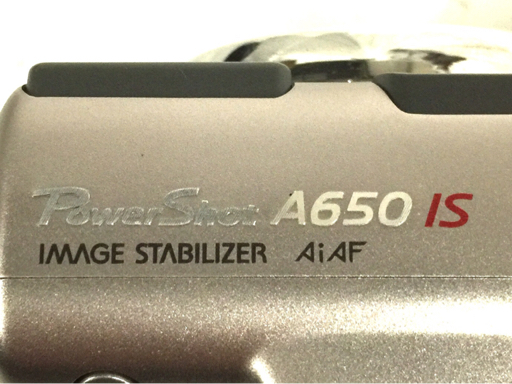 PowerShot A650 IS
IMAGE STABILIZER AiAF